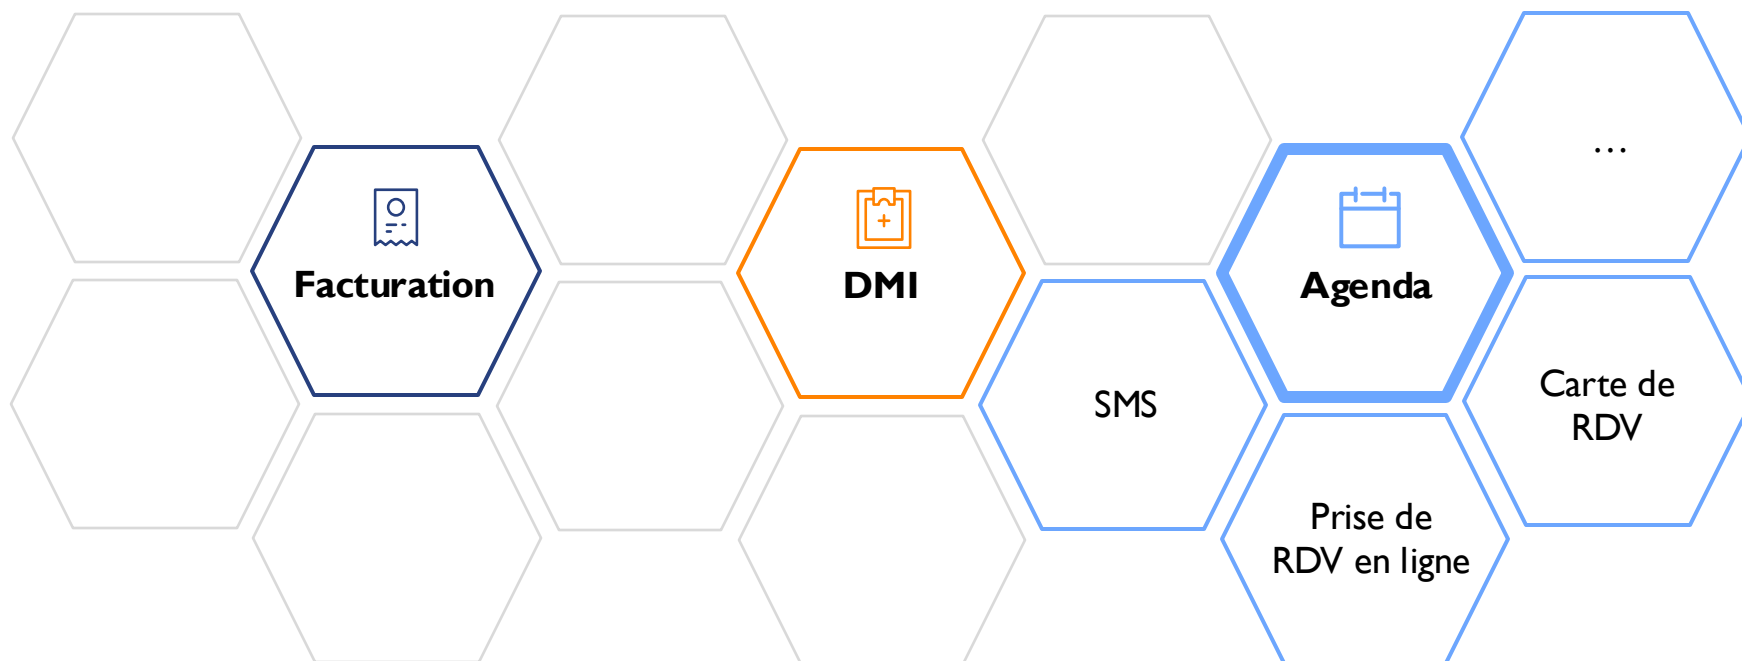 Facturation
DMI
SMS
Agenda
Prise de
RDV en ligne
…
Carte de
RDV